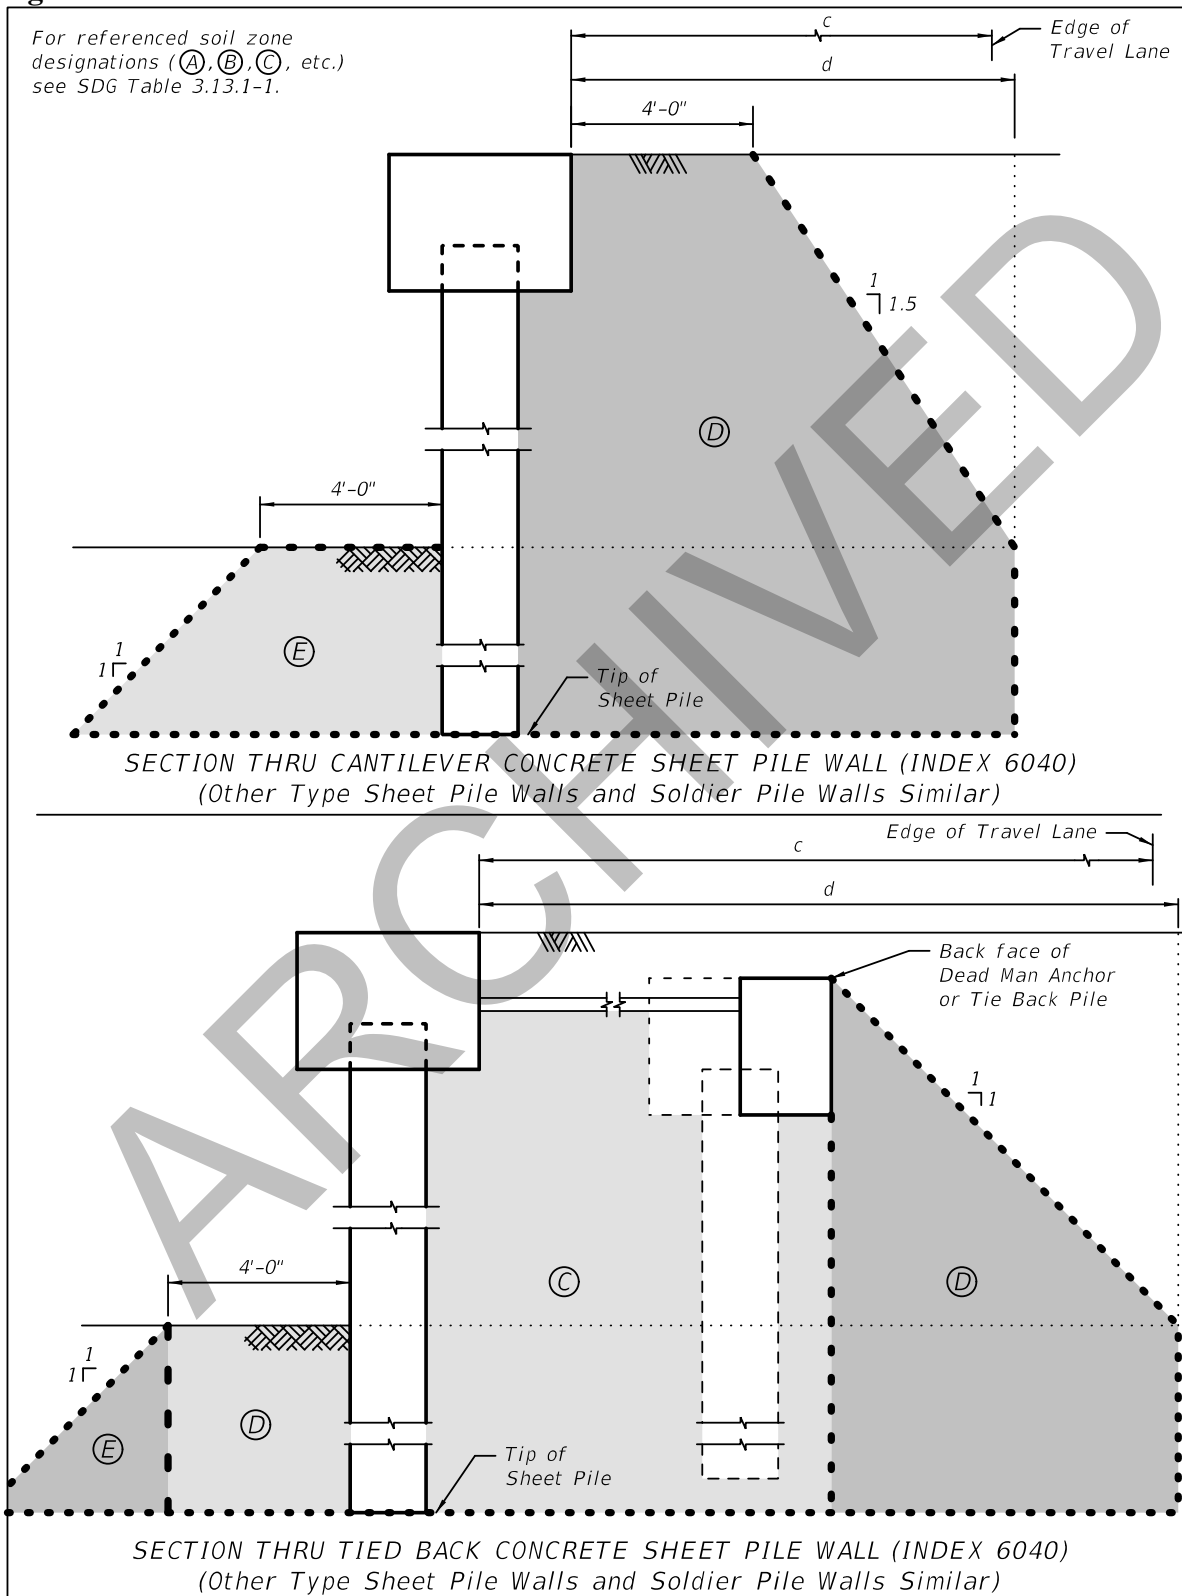 For referenced soil zone
designations (Ⓐ, Ⓑ, Ⓒ, etc.)
see SDG Table 3.13.1-1.
c
Edge of
Travel Lane
d
4'-0"
1
1.5
D
4'-0"
1
1
E
Tip of
Sheet Pile
SECTION THRU CANTILEVER CONCRETE SHEET PILE WALL (INDEX 6040)
(Other Type Sheet Pile Walls and Soldier Pile Walls Similar)
Edge of Travel Lane
c
d
Back face of
Dead Man Anchor
or Tie Back Pile
1
1
4'-0"
C
D
1
1
D
E
Tip of
Sheet Pile
SECTION THRU TIED BACK CONCRETE SHEET PILE WALL (INDEX 6040)
(Other Type Sheet Pile Walls and Soldier Pile Walls Similar)
ARCHIVED